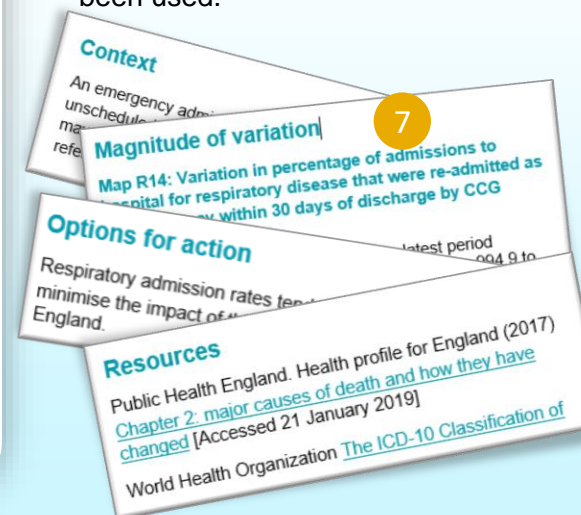 been used.
Context
An emergency
unschedul
ma
refe
Magnitude of variation
7
Map R14: Variation in percentage of admissions to
hospital for respiratory disease that were re-admitted as
within 30 days of discharge by CCG
latest period
994.9 to
Options for action
Respiratory admission rates
minimise the impact of
England.
Resources
Public Health England. Health profile for England (2017)
Chapter 2: major causes of death and how they have
changed [Accessed 21 January 2019]
World Health Organization The ICD-10 Classification of